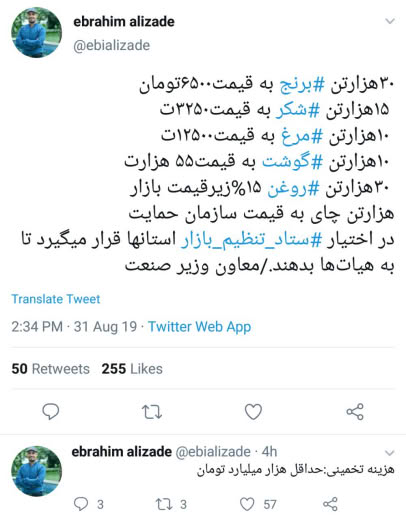 ebrahim alizade
@ebializade
۳۰هزارتن #برنج به قیمت۶۵۰۰تومان
۱۵هزارتن #شکر به قیمت۳۲۵۰ت
۱۰هزارتن #مرغ به قیمت۱۲۵۰۰ت
۱۰هزارتن #گوشت به قیمت۵۵ هزارت
۳۰هزارتن #روغن ۱۵%زیرقیمت بازار
هزارتن چای به قیمت سازمان حمایت
در اختیار #ستاد_تنظیم_بازار استانها قرار میگیرد تا
به هیات‌ها بدهند./معاون وزیر صنعت
Translate Tweet
2:34 PM · 31 Aug 19 · Twitter Web App
50 Retweets 255 Likes
ebrahim alizade @ebializade · 4h
هزینه تخمینی:حداقل هزار میلیارد تومان
3 3 57